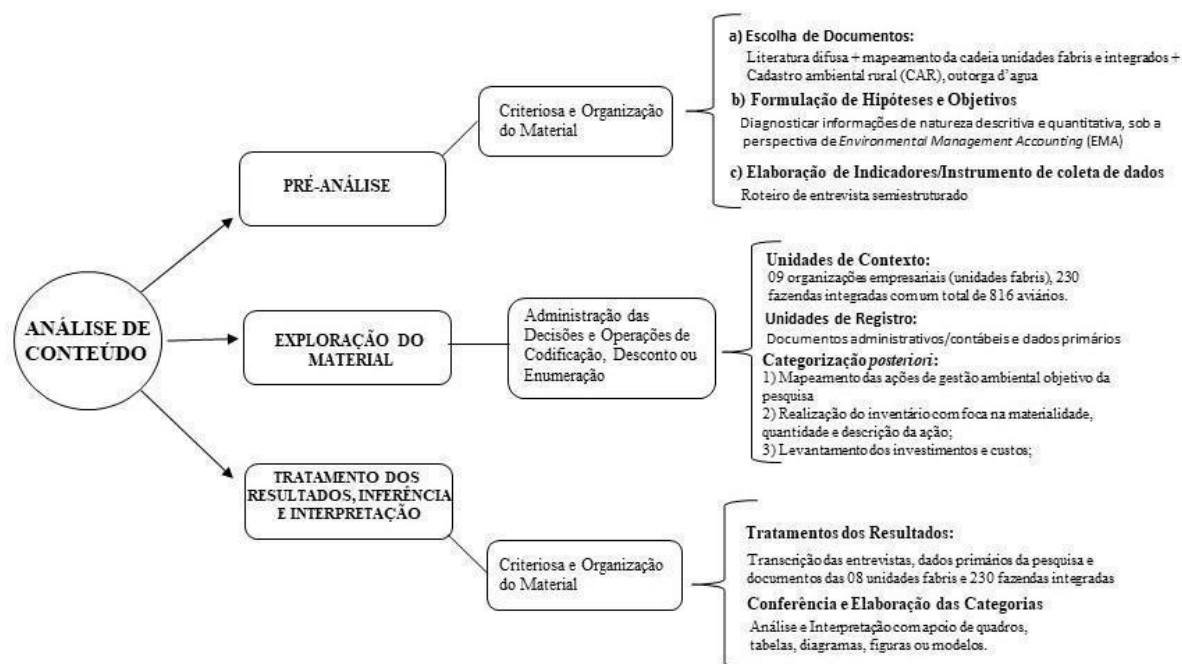 ANÁLISE DE
CONTEÚDO
PRÉ-ANÁLISE
Criteriosa e Organização
do Material
a) Escolha de Documentos:
Literatura difusa + mapeamento da cadeia unidades fabris e integrados +
Cadastro ambiental rural (CAR), outorga d’agua
b) Formulação de Hipóteses e Objetivos
Diagnosticar informações de natureza descritiva e quantitativa, sob a
perspectiva de Environmental Management Accounting (EMA)
c) Elaboração de Indicadores/Instrumento de coleta de dados
Roteiro de entrevista semiestruturado
EXPLORAÇÃO DO
MATERIAL
Administração das
Decisões e Operações de
Codificação, Desconto ou
Enumeração
Unidades de Contexto:
09 organizações empresariais (unidades fabris), 230
fazendas integradas com um total de 816 aviários.
Unidades de Registro:
Documentos administrativos/contábeis e dados primários
Categorização posteriori:
1) Mapeamento das ações de gestão ambiental objetivo da
pesquisa
2) Realização do inventário com foca na materialidade,
quantidade e descrição da ação;
3) Levantamento dos investimentos e custos;
TRATAMENTO DOS
RESULTADOS, INFERÊNCIA
E INTERPRETAÇÃO
Criteriosa e Organização
do Material
Tratamentos dos Resultados:
Transcrição das entrevistas, dados primários da pesquisa e
documentos das 08 unidades fabris e 230 fazendas integradas
Conferência e Elaboração das Categorias
Análise e Interpretação com apoio de quadros,
tabelas, diagramas, figuras ou modelos.